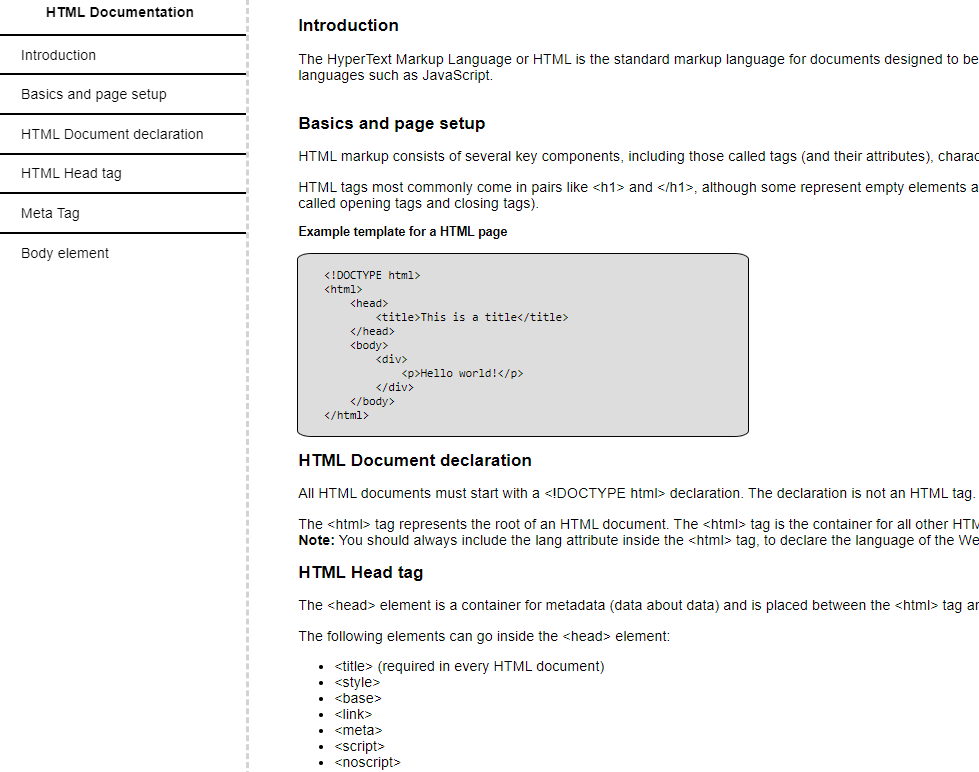 HTML Documentation
Introduction
Basics and page setup
HTML Document declaration
HTML Head tag
Meta Tag
Body element
Introduction
The HyperText Markup Language or HTML is the standard markup language for documents designed to be
languages such as JavaScript.
Basics and page setup
HTML markup consists of several key components, including those called tags (and their attributes),
HTML tags most commonly come in pairs like <h1> and </h1>, although some represent empty elements
called opening tags and closing tags).
Example template for a HTML page
<!DOCTYPE html>
<html>
<head>
<title>This is a title</title>
</head>
<body>
<div>
<p>Hello world!</p>
</div>
</body>
</html>
HTML Document declaration
All HTML documents must start with a <!DOCTYPE html> declaration. The declaration is not an HTML tag.
The <html> tag represents the root of an HTML document. The <html> tag is the container for all other
Note: You should always include the lang attribute inside the <html> tag, to declare the language of the
HTML Head tag
The <head> element is a container for metadata (data about data) and is placed between the <html> tag
The following elements can go inside the <head> element:
• <title> (required in every HTML document)
• <style>
• <base>
• <link>
• <meta>
• <script>
• <noscript>